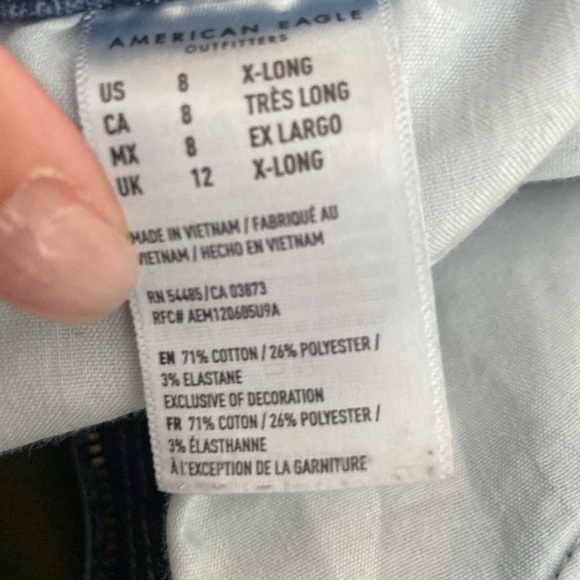 AMERICAN EAGLE
OUTFITTERS
US 8 X-LONG
CA 8 TRÈS LONG
MX 8 EX LARGO
UK 12 X-LONG
MADE IN VIETNAM / FABRIQUÉ AU
VIETNAM / HECHO EN VIETNAM
RN 54485/CA 03873
RFC# AEM120605U9A
EN 71% COTTON / 26% POLYESTER /
3% ELASTANE
EXCLUSIVE OF DECORATION
FR 71% COTON / 26% POLYESTER /
3% ÉLASTHANNE
À L'EXCEPTION DE LA GARNITURE